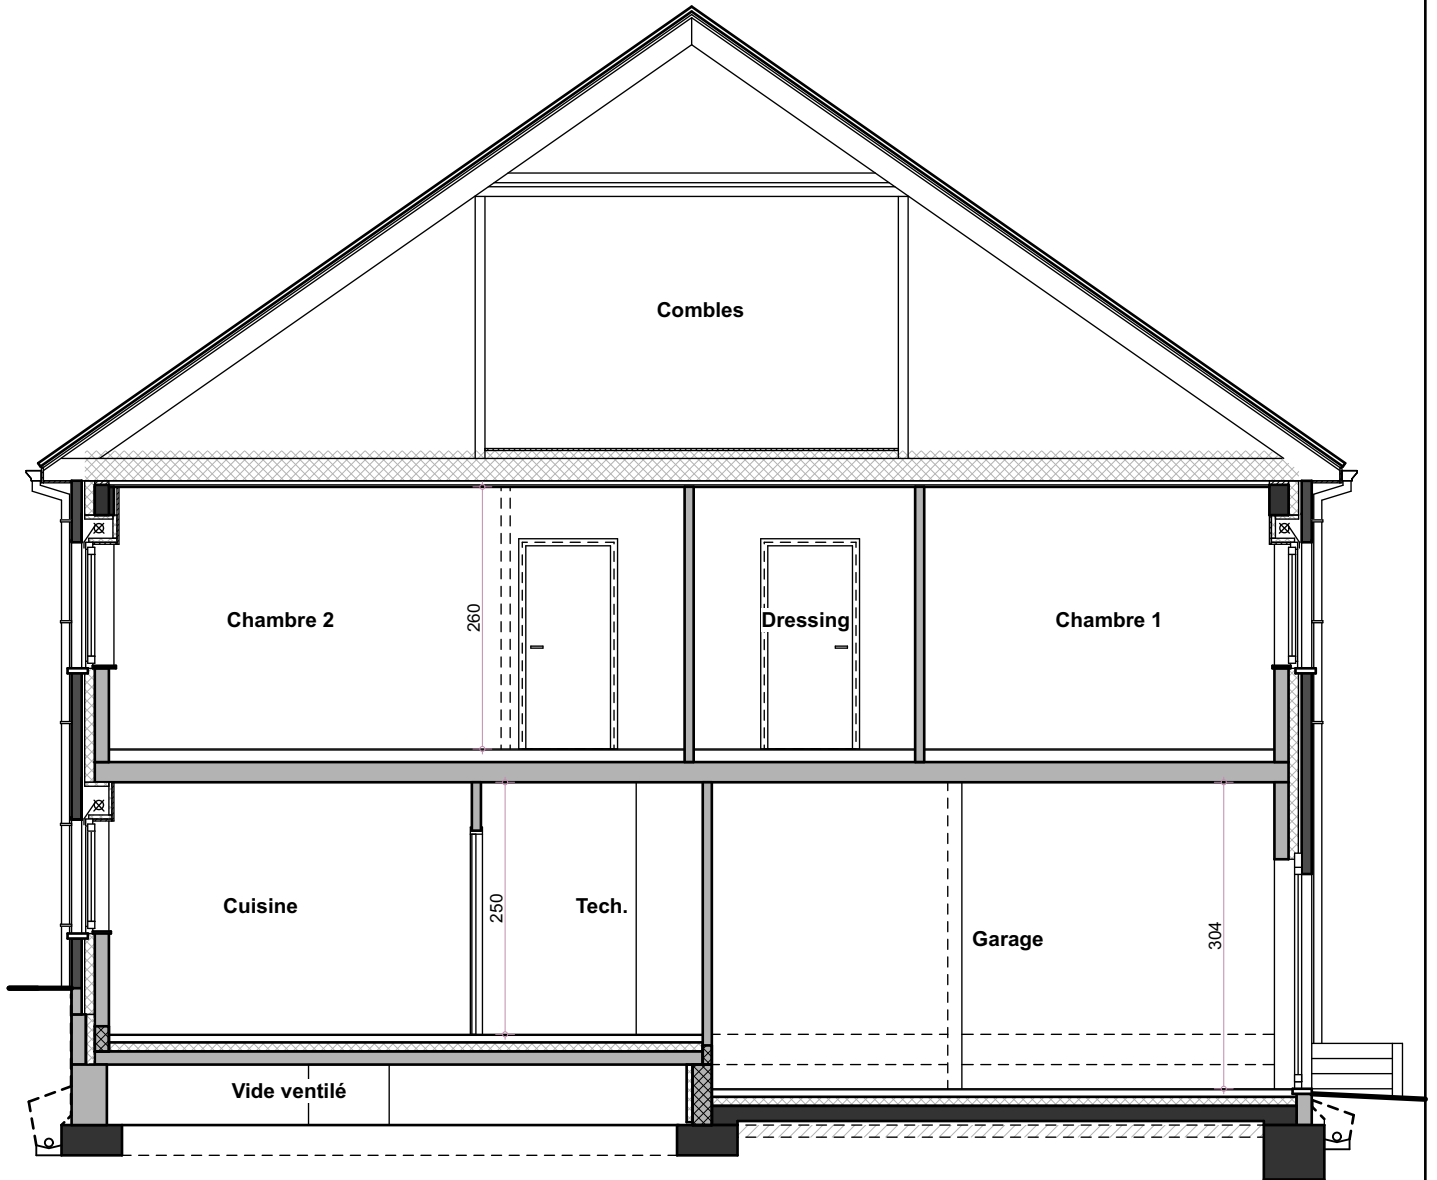 Combles
Chambre 2
260
Dressing
Chambre 1
Cuisine
250
Tech.
Garage
304
Vide ventilé